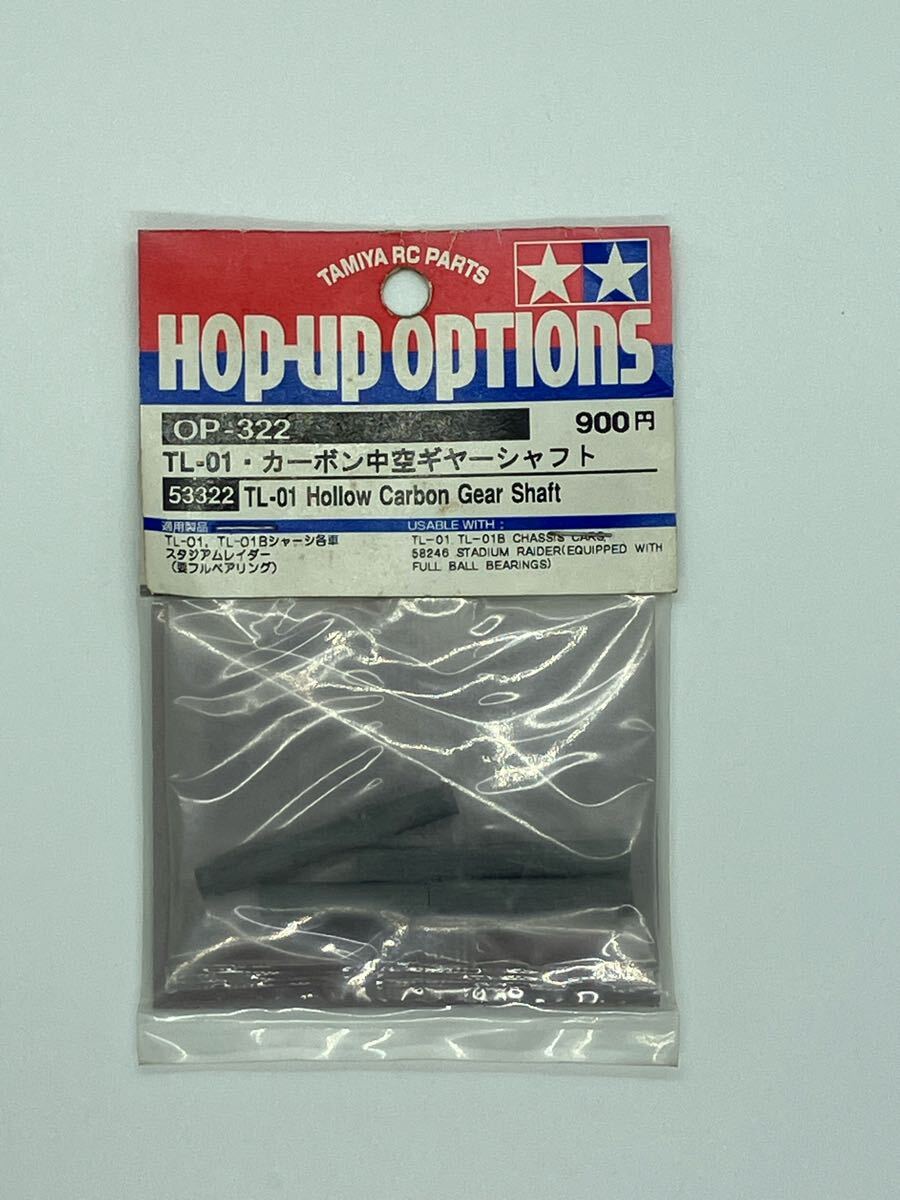 TAMIYA RC PARTS
HOP-UP OPTIONS
OP-322 900円
TL-01・カーボン中空ギヤーシャフト
53322 TL-01 Hollow Carbon Gear Shaft
適用製品
TL-01, TL-01Bシャーシ各車
スタジアムレイダー
(要フルベアリング)
USABLE WITH :
TL-01, TL-01B CHASSIS CARS,
58246 STADIUM RAIDER(EQUIPPED WITH
FULL BALL BEARINGS)